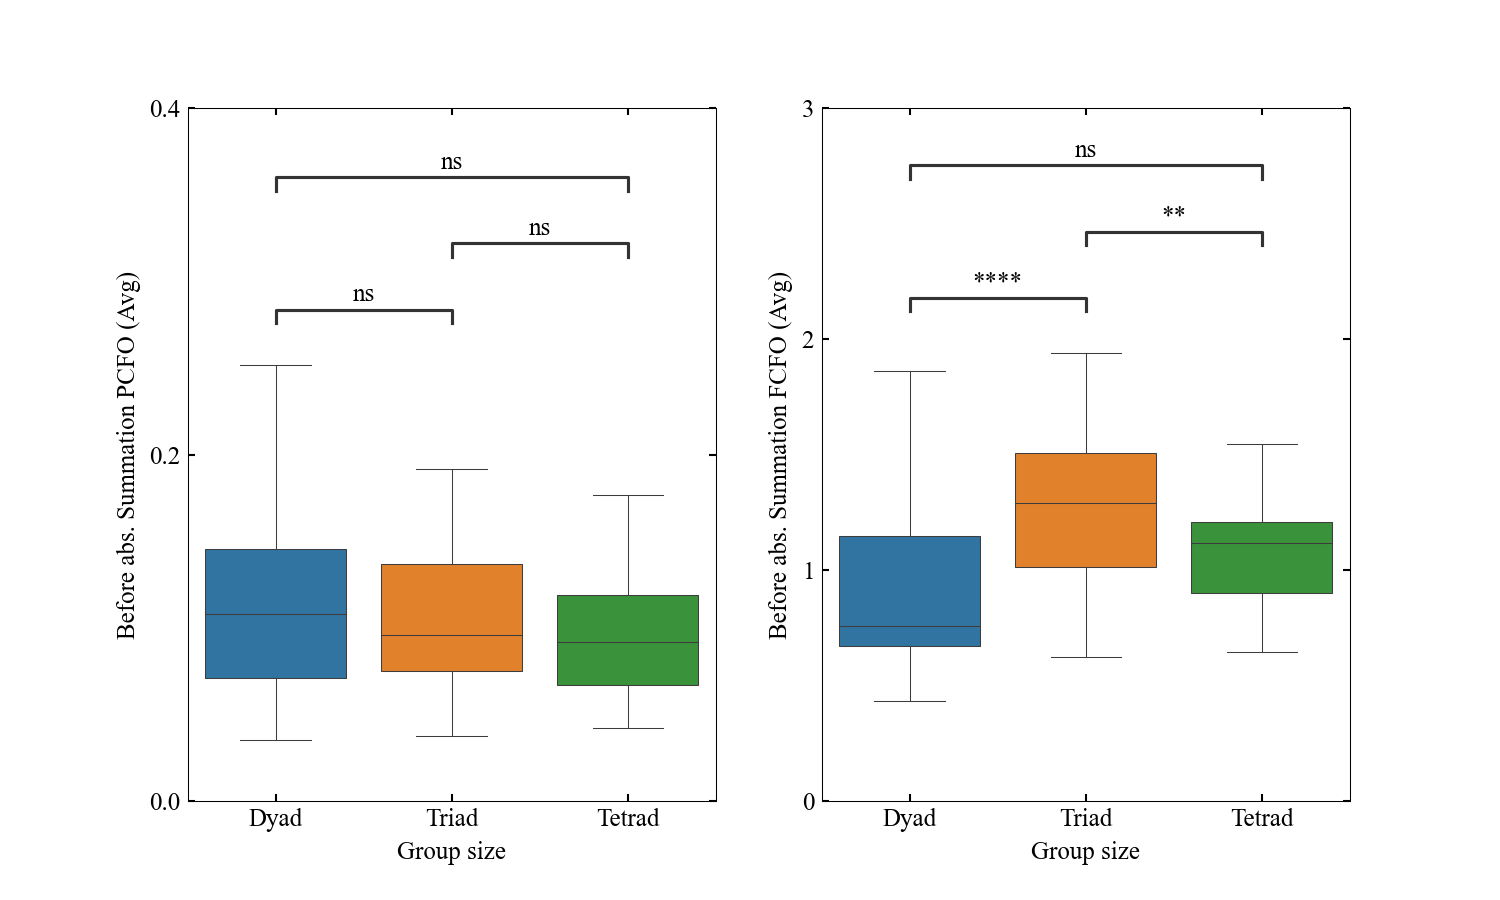 0.4
ns
ns
ns
0.2
0.0
Before abs. Summation PCFO (Avg)
Dyad Triad Tetrad
Group size
3
ns
**
****
2
1
0
Before abs. Summation FCFO (Avg)
Dyad Triad Tetrad
Group size